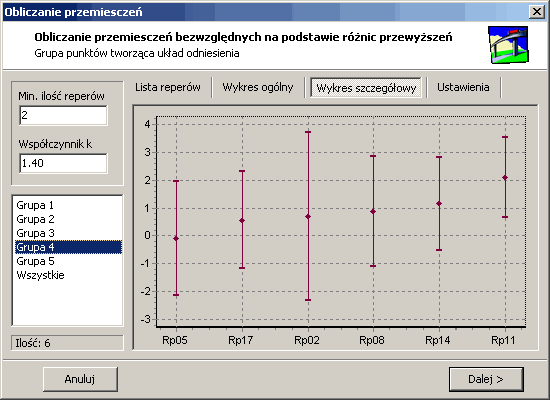 Obliczanie przemieszczeń
Obliczanie przemieszczeń bezwzględnych na podstawie różnic przewyższeń
Grupa punktów tworząca układ odniesienia
Min. ilość reperów
2
Współczynnik k
1.40
Grupa 1
Grupa 2
Grupa 3
Grupa 4
Grupa 5
Wszystkie
Ilość: 6
Lista reperów Wykres ogólny Wykres szczegółowy Ustawienia
4
3
2
1
0
-1
-2
-3
Rp05 Rp17 Rp02 Rp08 Rp14 Rp11
Anuluj Dalej >